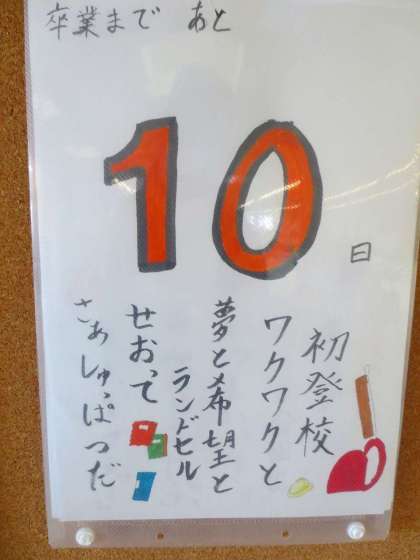 卒業まで あと
10
日
初登校
ワクワクと
夢と希望と
ランドセル
せおって
さあしゅっぱつだ